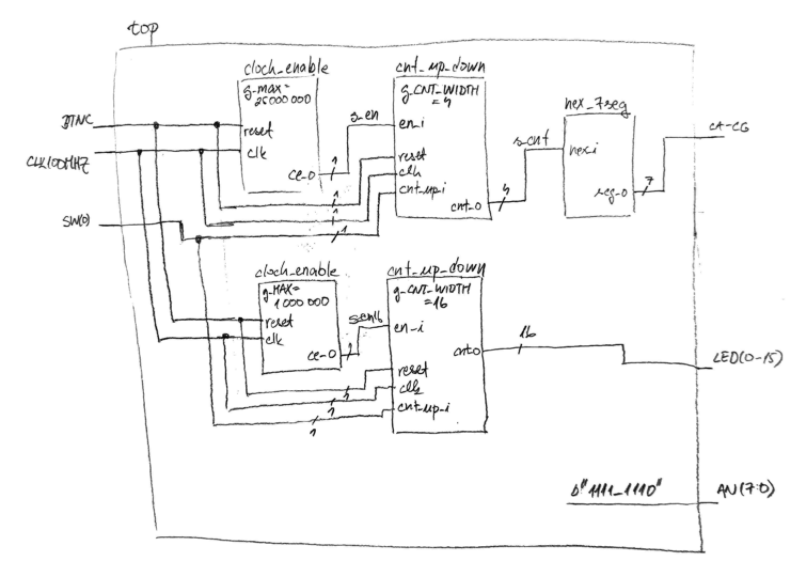 top
clock_enable
g_MAX=
25000000
reset
clk
ce_o
BTNC
CLK100MHZ
SW(0)
s_en
1
1
1
1
cnt_up_down
g_CNT_WIDTH
=4
en_i
reset
clk
cnt_up_i
cnt_o
4
s_cnt
hex_7seg
hex_i
seg_o
7
CA-CG
clock_enable
g_MAX=
1000000
reset
clk
ce_o
1
1
1
1
cnt_up_down
g_CNT_WIDTH
=16
en_i
reset
clk
cnt_up_i
cnt_o
16
LED(0-15)
b"1111_1110"
AN(7:0)